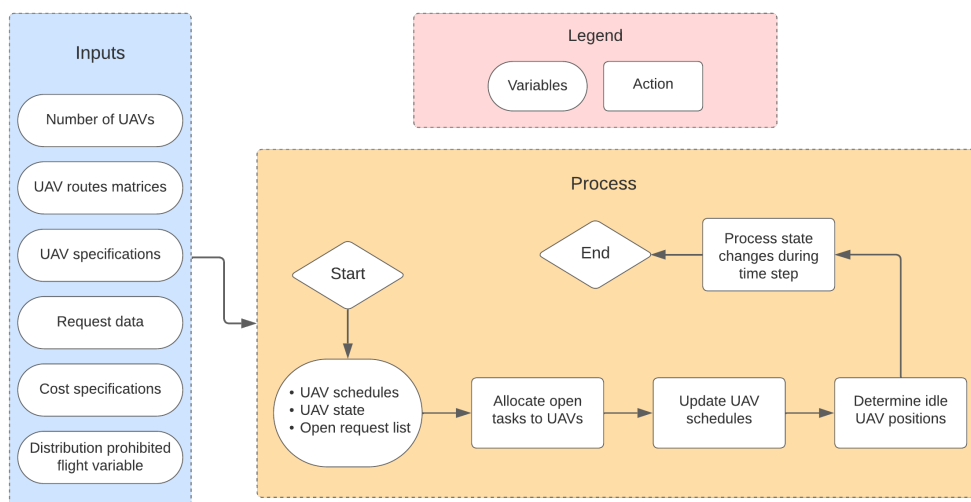 Inputs
Number of UAVs
UAV routes matrices
UAV specifications
Request data
Cost specifications
Distribution prohibited
flight variable
Legend
Variables
Action
Process
Start
End
Process state
changes during
time step
• UAV schedules
• UAV state
• Open request list
Allocate open
tasks to UAVs
Update UAV
schedules
Determine idle
UAV positions